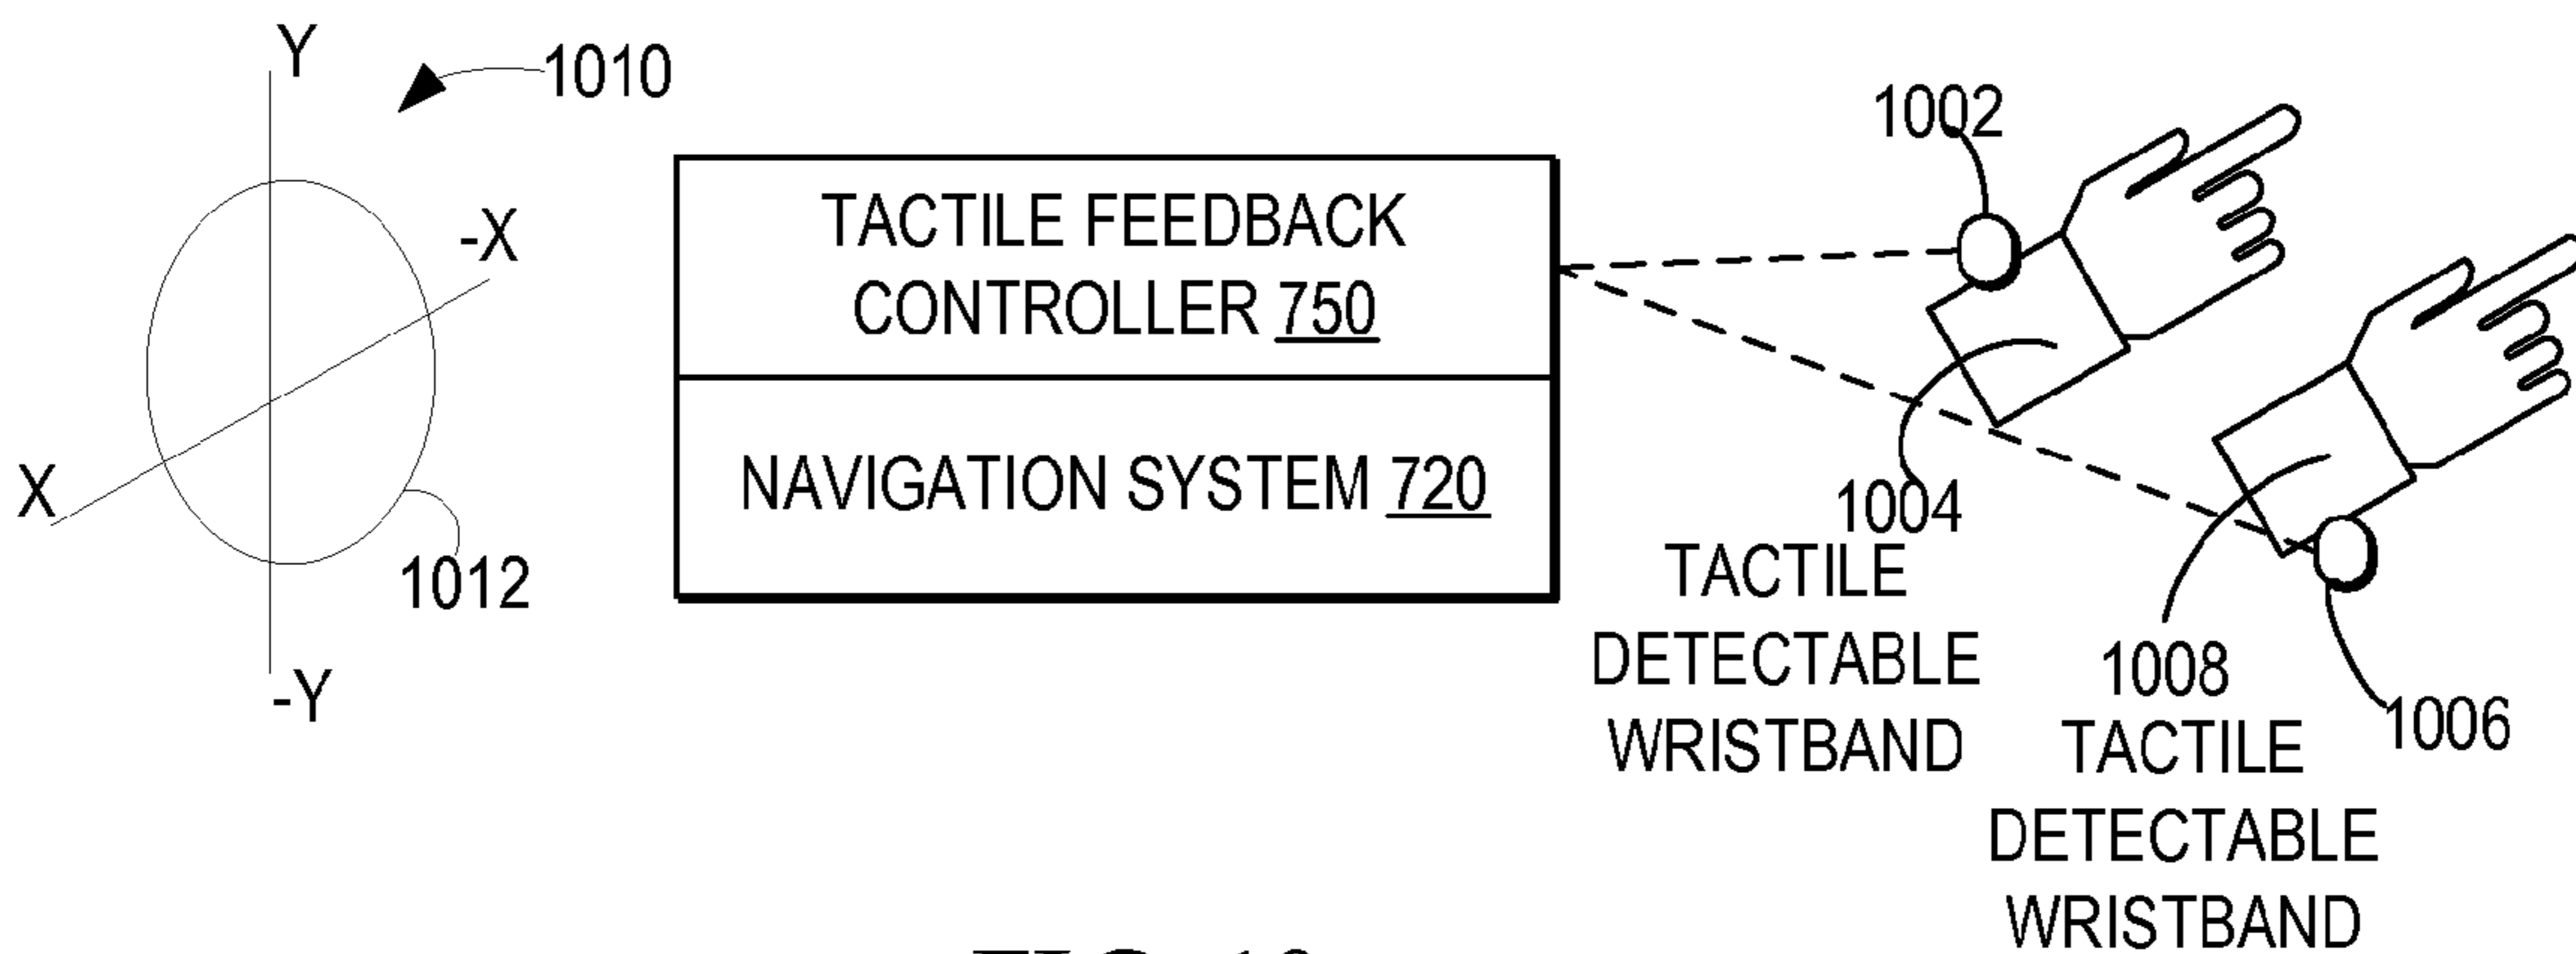 Y
1010
-X
X
1012
-Y
TACTILE FEEDBACK
CONTROLLER 750
NAVIGATION SYSTEM 720
1002
1004
TACTILE
DETECTABLE
WRISTBAND
1008
TACTILE
DETECTABLE
WRISTBAND
1006